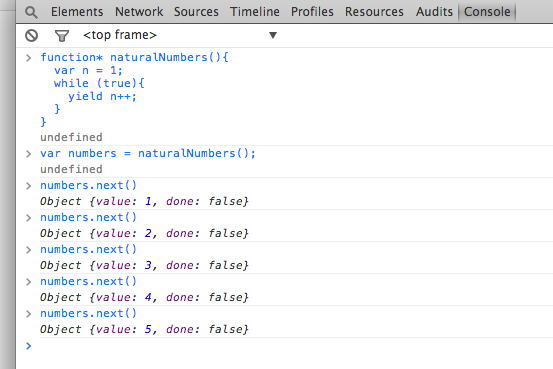 Elements Network Sources Timeline Profiles Resources Audits Console
<top frame> ▼
> function* naturalNumbers(){
var n = 1;
while (true){
yield n++;
}
}
undefined
> var numbers = naturalNumbers();
undefined
> numbers.next()
Object {value: 1, done: false}
> numbers.next()
Object {value: 2, done: false}
> numbers.next()
Object {value: 3, done: false}
> numbers.next()
Object {value: 4, done: false}
> numbers.next()
Object {value: 5, done: false}
>